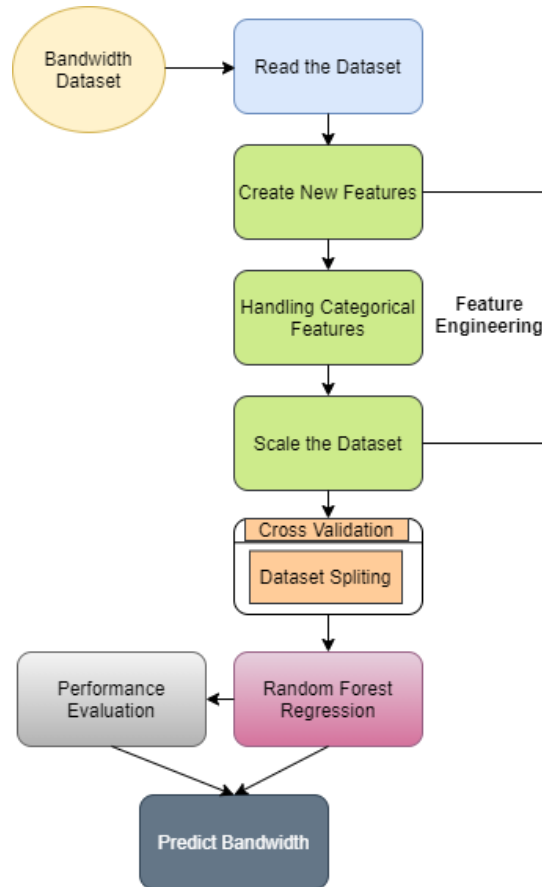 Bandwidth
Dataset
Read the Dataset
Create New Features
Handling Categorical
Features
Feature
Engineering
Scale the Dataset
Cross Validation
Dataset Spliting
Performance
Evaluation
Random Forest
Regression
Predict Bandwidth